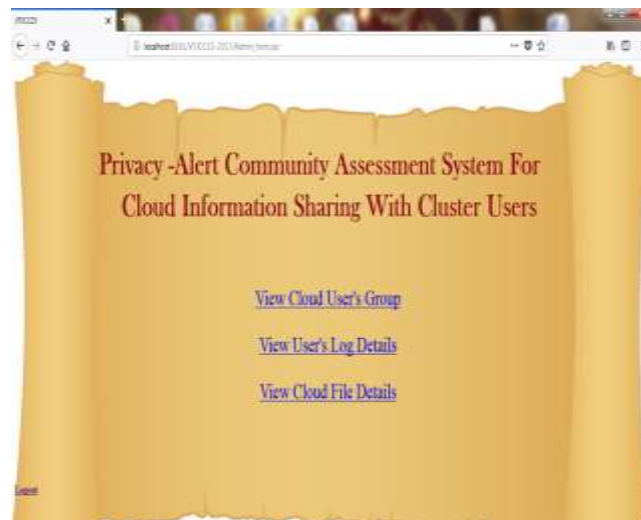 Privacy -Alert Community Assessment System For
Cloud Information Sharing With Cluster Users
View Cloud User's Group
View User's Log Details
View Cloud File Details
Logout